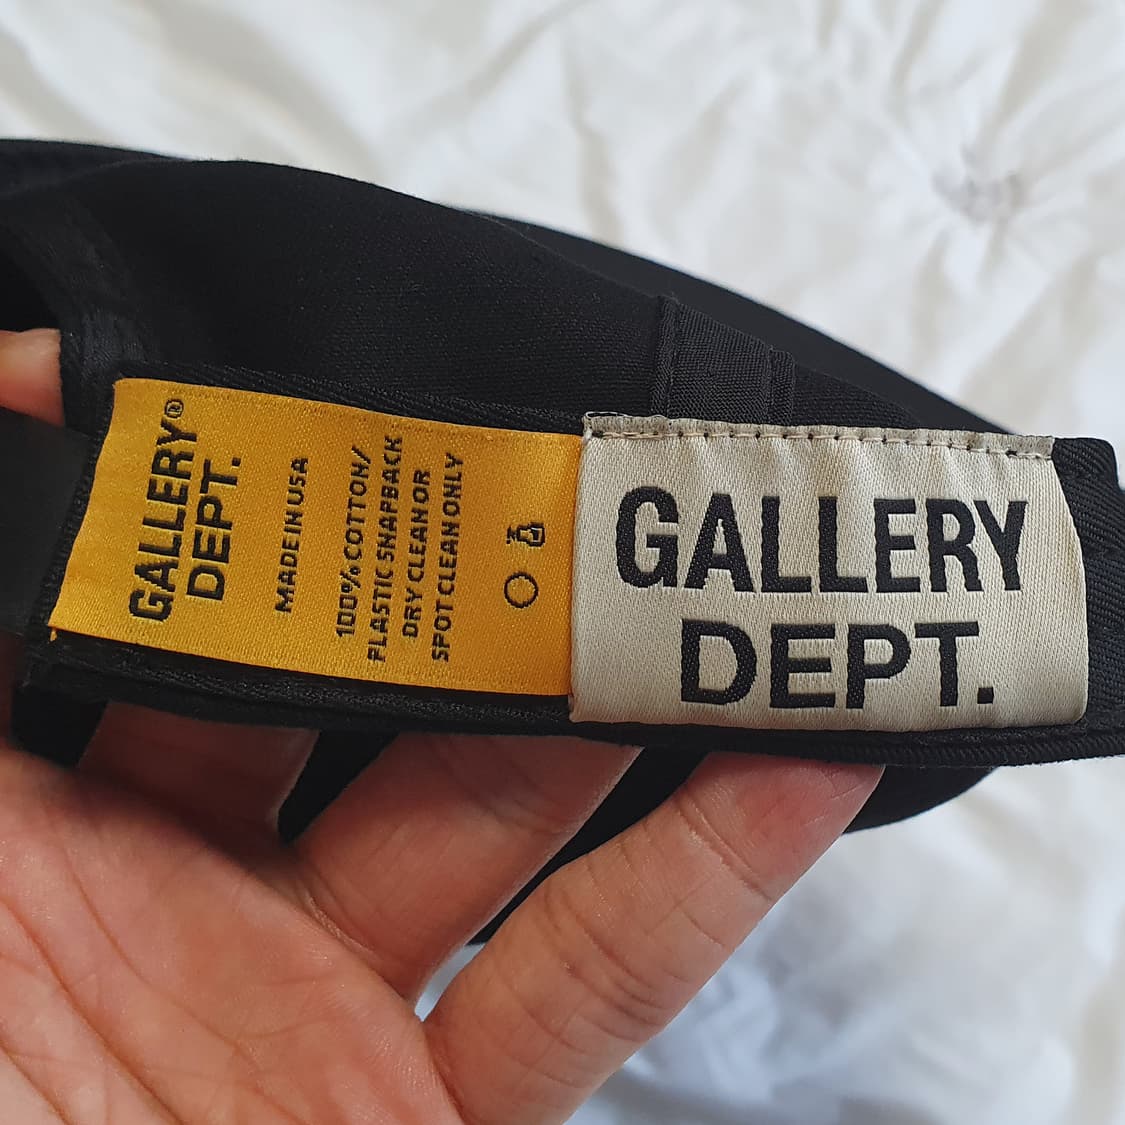 GALLERY®
DEPT.
MADE IN USA
100% COTTON/
PLASTIC SNAPBACK
DRY CLEAN OR
SPOT CLEAN ONLY
GALLERY
DEPT.